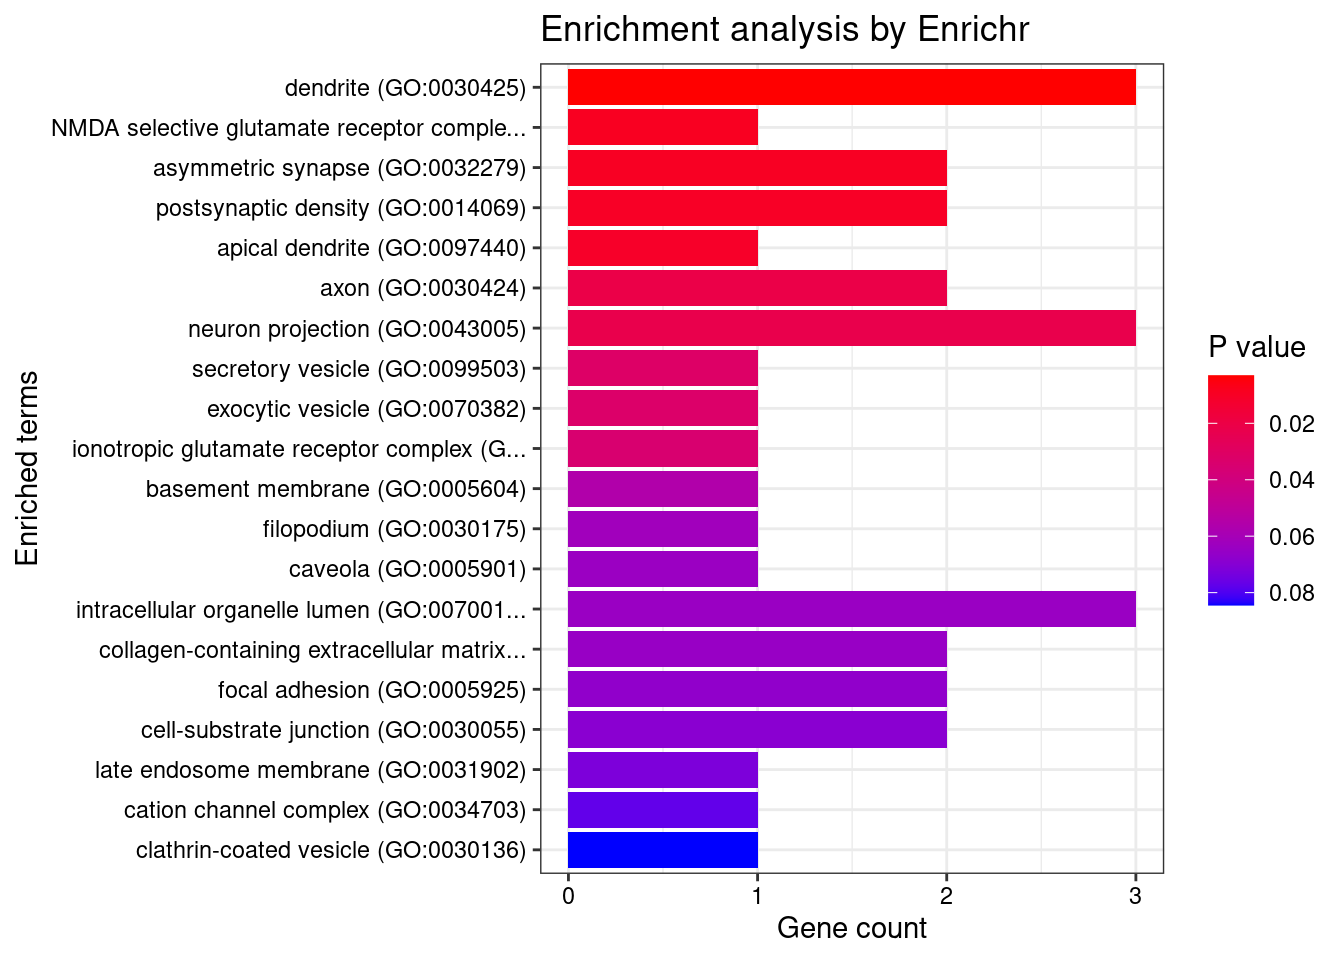 Enrichment analysis by Enrichr
dendrite (GO:0030425)
NMDA selective glutamate receptor comple...
asymmetric synapse (GO:0032279)
postsynaptic density (GO:0014069)
apical dendrite (GO:0097440)
axon (GO:0030424)
neuron projection (GO:0043005)
secretory vesicle (GO:0099503)
exocytic vesicle (GO:0070382)
ionotropic glutamate receptor complex (G...
basement membrane (GO:0005604)
filopodium (GO:0030175)
caveola (GO:0005901)
intracellular organelle lumen (GO:007001...
collagen-containing extracellular matrix...
focal adhesion (GO:0005925)
cell-substrate junction (GO:0030055)
late endosome membrane (GO:0031902)
cation channel complex (GO:0034703)
clathrin-coated vesicle (GO:0030136)
Enriched terms
0 1 2 3
Gene count
P value
0.02
0.04
0.06
0.08